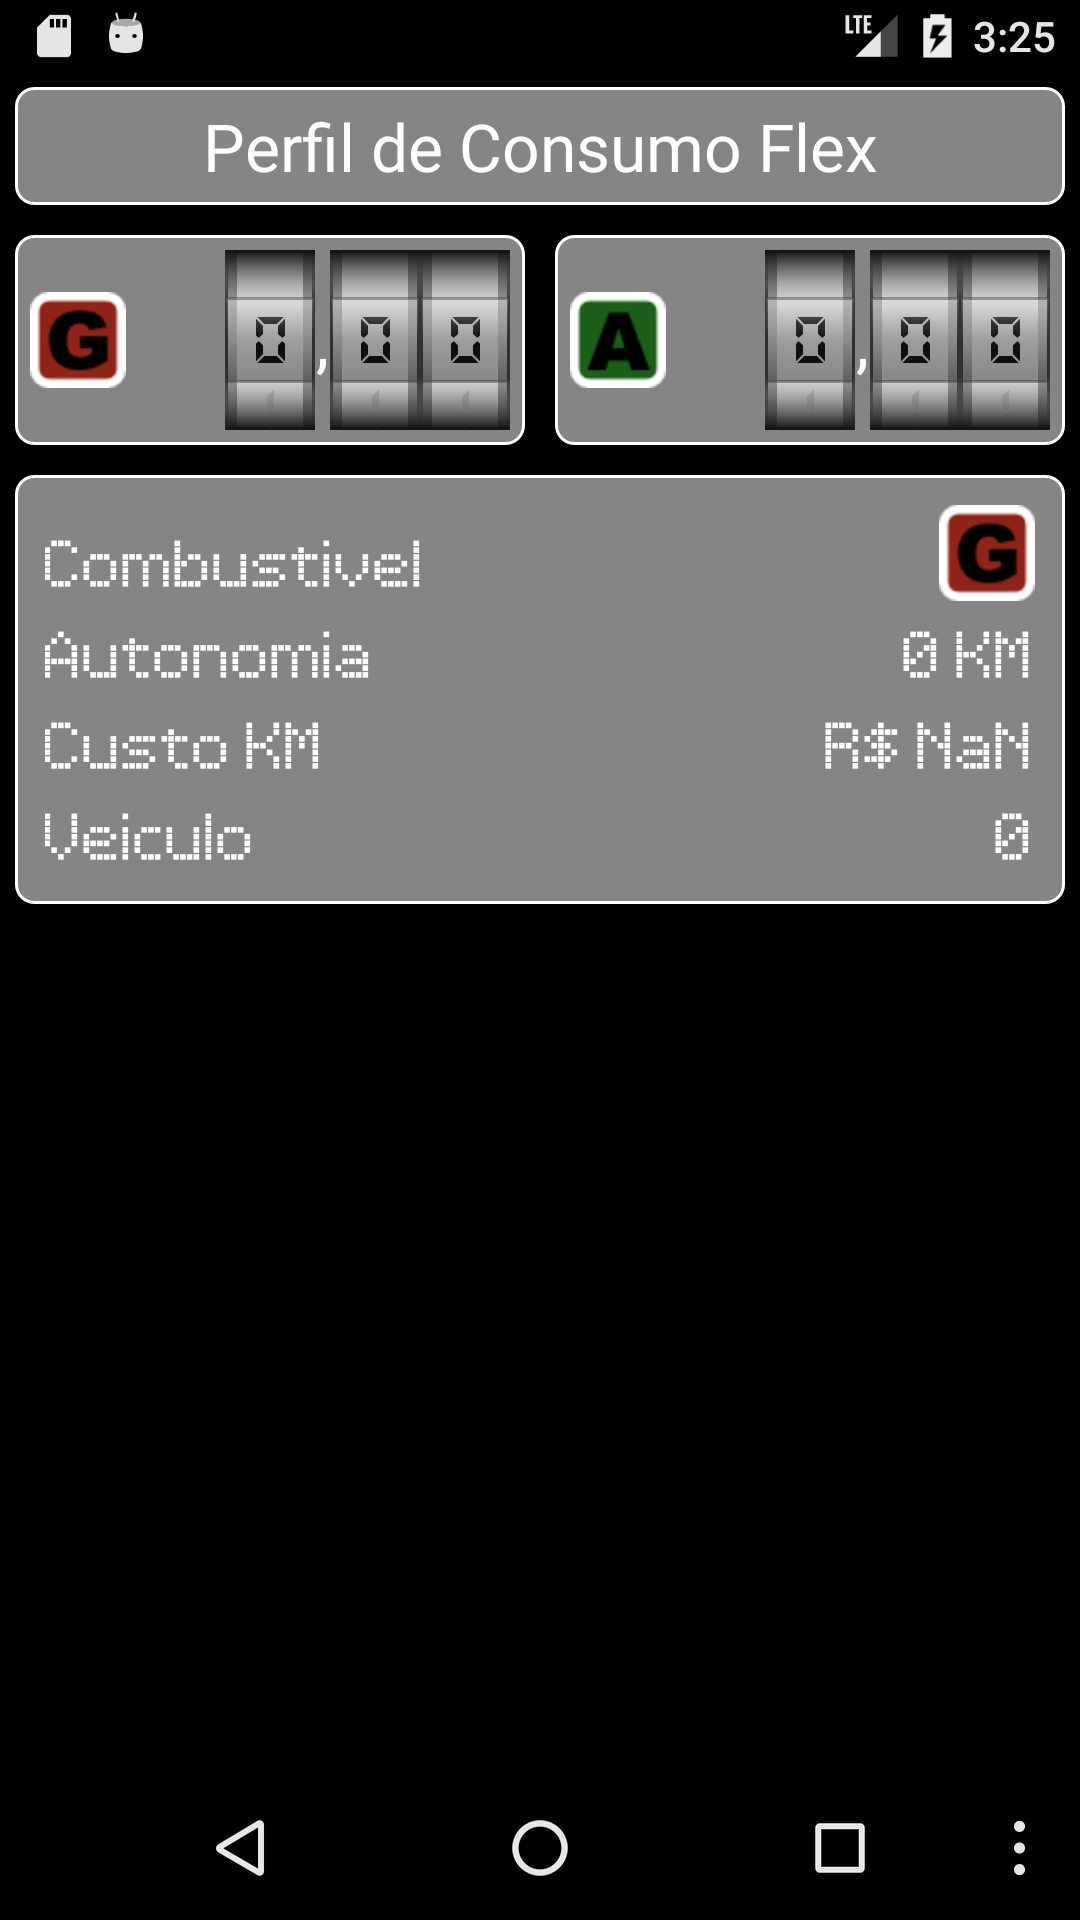 LTE 3:25
Perfil de Consumo Flex
G 0,00 A 0,00
Combustivel G
Autonomia 0 KM
Custo KM R$ NaN
Veiculo 0